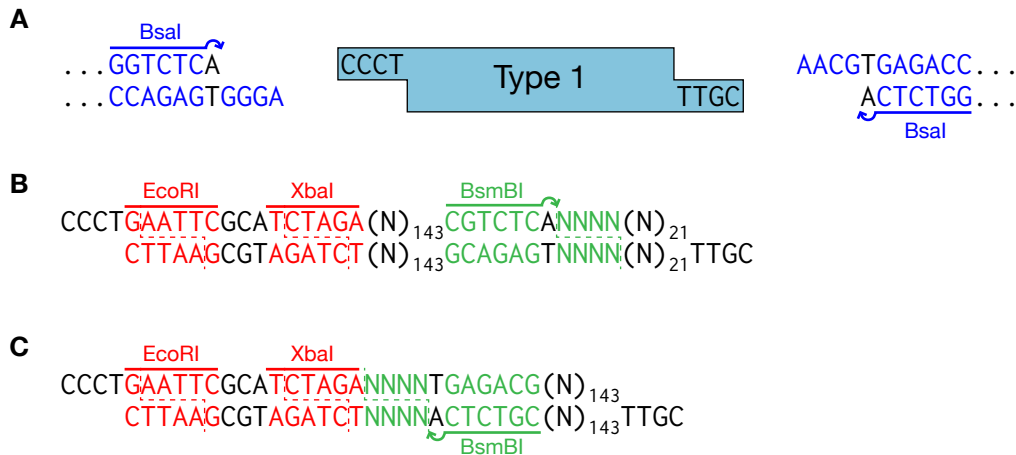 A
BsaI
...GGTCTCA CCCT Type 1 AACGTGAGACC...
...CCAGAGTGGGA TTGC ACTCTGG...
BsaI
B
EcoRI XbaI BsmBI
CCCTGAATTCGCATCTAGA(N)143CGTCTCANNNN(N)21
CTTAAGCGTAGATCT(N)143GCAGAGTNNNN(N)21TTGC
C
EcoRI XbaI
CCCTGAATTCGCATCTAGANNNNTGAGACG(N)143
CTTAAGCGTAGATCTNNNNACTCTGC(N)143TTGC
BsmBI